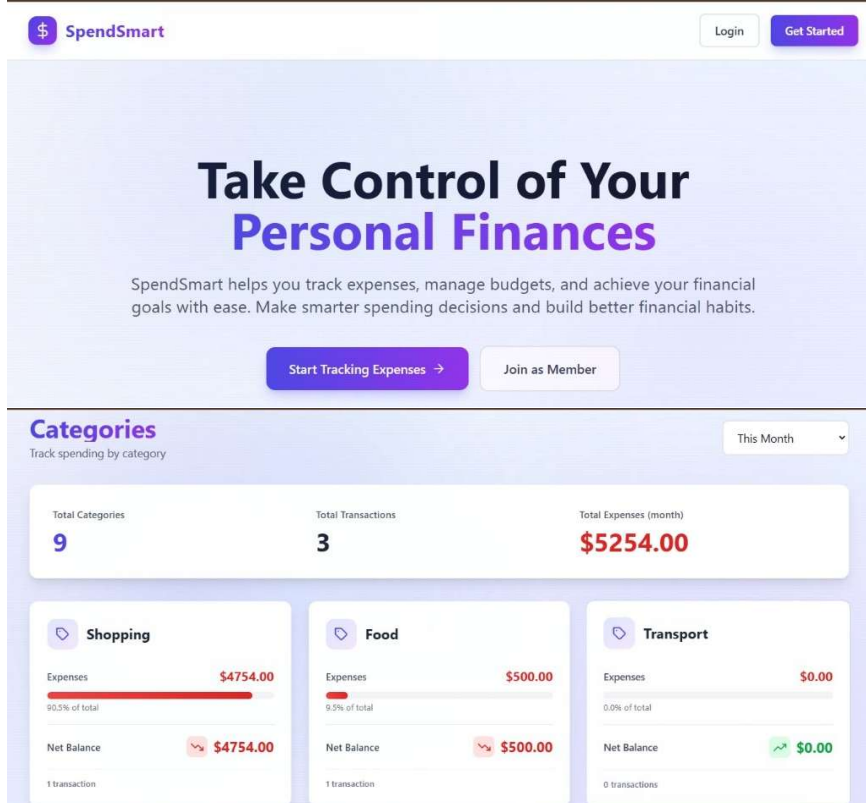 SpendSmart
Login
Get Started
Take Control of Your
Personal Finances
SpendSmart helps you track expenses, manage budgets, and achieve your financial
goals with ease. Make smarter spending decisions and build better financial habits.
Start Tracking Expenses →
Join as Member
Categories
Track spending by category
This Month
Total Categories
9
Total Transactions
3
Total Expenses (month)
$5254.00
Shopping
Expenses $4754.00
90.5% of total
Net Balance $4754.00
1 transaction
Food
Expenses $500.00
9.5% of total
Net Balance $500.00
1 transaction
Transport
Expenses $0.00
0.0% of total
Net Balance $0.00
0 transactions